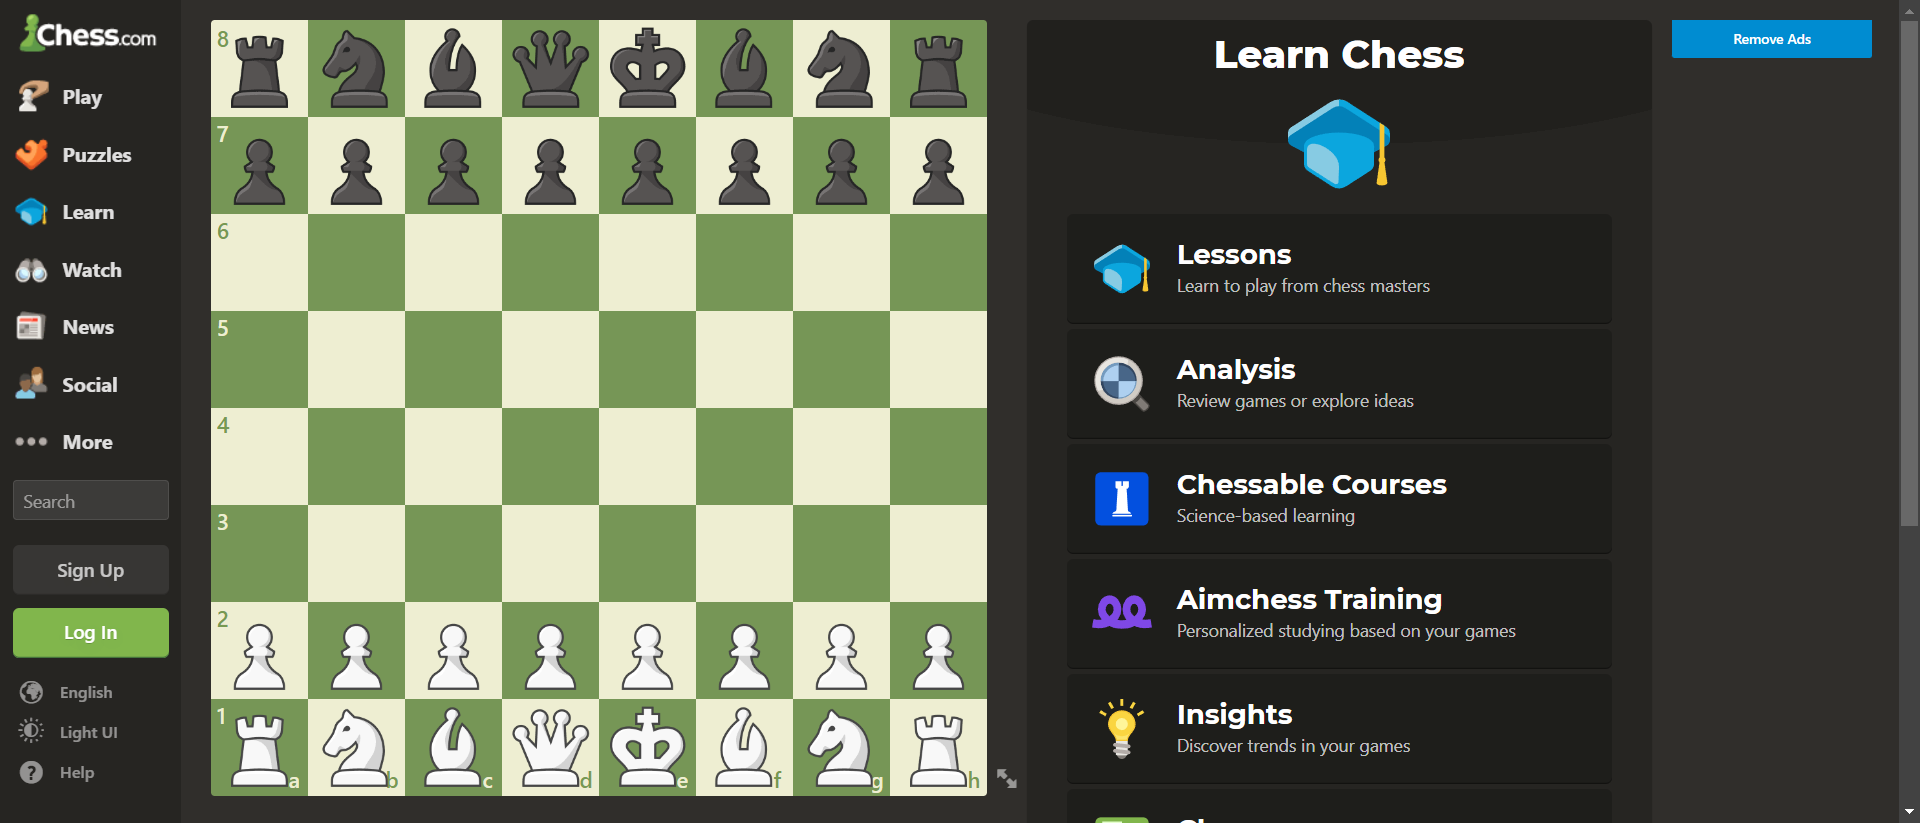 Chess.com
Play
Puzzles
Learn
Watch
News
Social
More
Search
Sign Up
Log In
English
Light UI
Help
8
7
6
5
4
3
2
1
a b c d e f g h
Learn Chess
Lessons
Learn to play from chess masters
Analysis
Review games or explore ideas
Chessable Courses
Science-based learning
Aimchess Training
Personalized studying based on your games
Insights
Discover trends in your games
Remove Ads